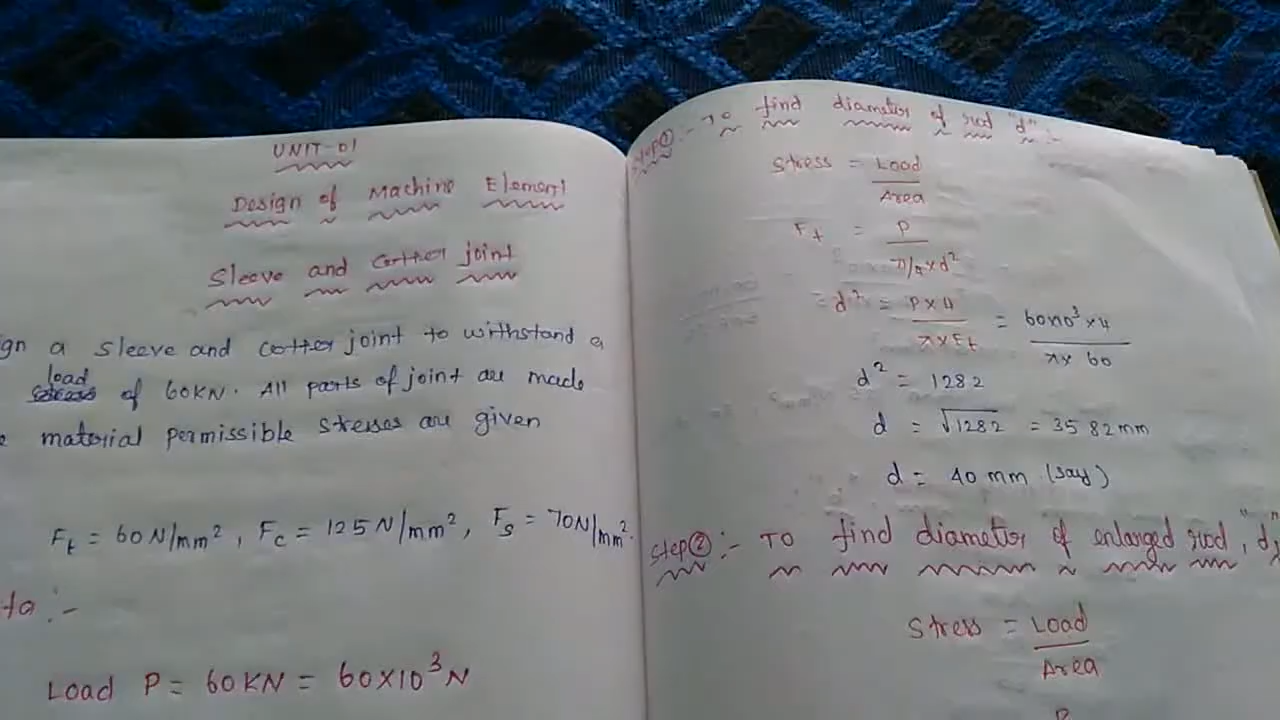 UNIT-01
Design of Machine Element
Sleeve and Cotter joint
gn a sleeve and cotter joint to withstand a
load
of 60KN. All parts of joint are made
material permissible stresses are given
Ft = 60 N/mm², Fc = 125 N/mm², Fs = 70N/mm².
ta :-
Load P = 60KN = 60×10³ N
Step① :- To find diameter of rod "d" :-
Stress = Load / Area
Ft = P / π/4×d²
= d² = P×4 / π×Ft = 60×10³×4 / π×60
d² = 1282
d = √1282 = 35 82 mm
d = 40 mm (say)
Step② :- TO find diameter of enlarged rod, "d
Stress = Load / Area
P